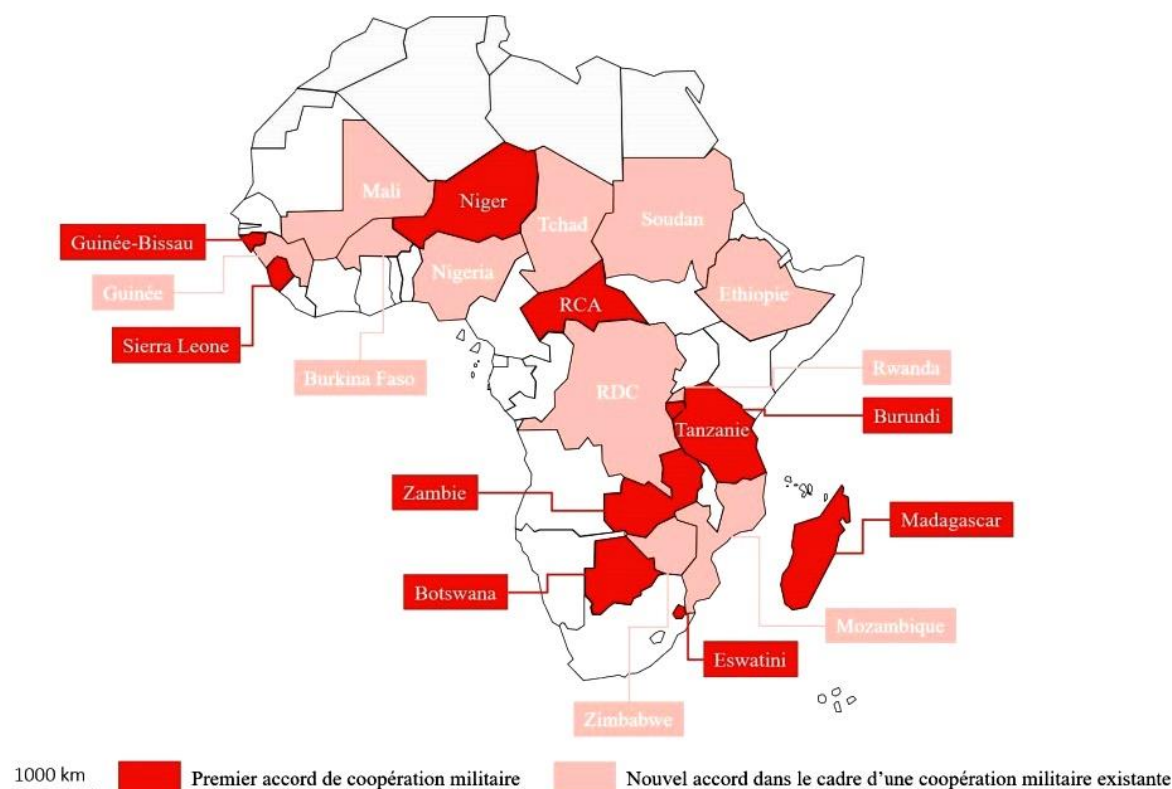 Mali
Niger
Tchad
Soudan
Guinée-Bissau
Nigeria
Guinée
Ethiopie
RCA
Sierra Leone
Burkina Faso
Rwanda
RDC
Burundi
Tanzanie
Zambie
Madagascar
Botswana
Mozambique
Eswatini
Zimbabwe
1000 km
Premier accord de coopération militaire
Nouvel accord dans le cadre d’une coopération militaire existante